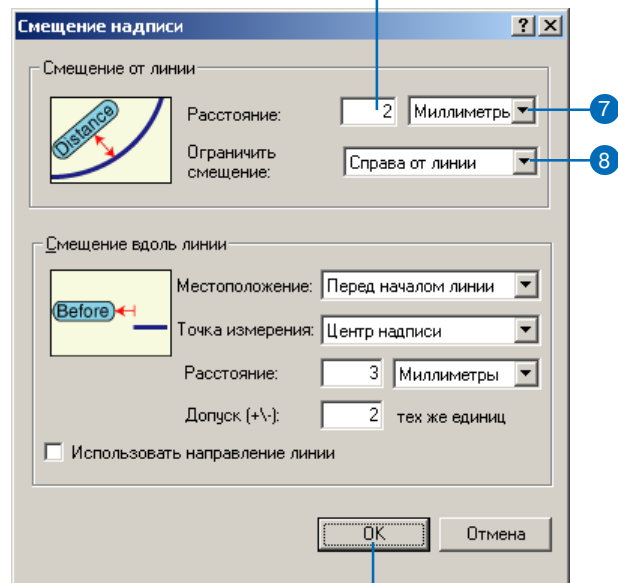 Смещение надписи
Смещение от линии
Distance
Расстояние: 2 Миллиметрь
7
Ограничить
смещение: Справа от линии
8
Смещение вдоль линии
Before
Местоположение: Перед началом линии
Точка измерения: Центр надписи
Расстояние: 3 Миллиметры
Допуск (+\-): 2 тех же единиц
Использовать направление линии
OK Отмена